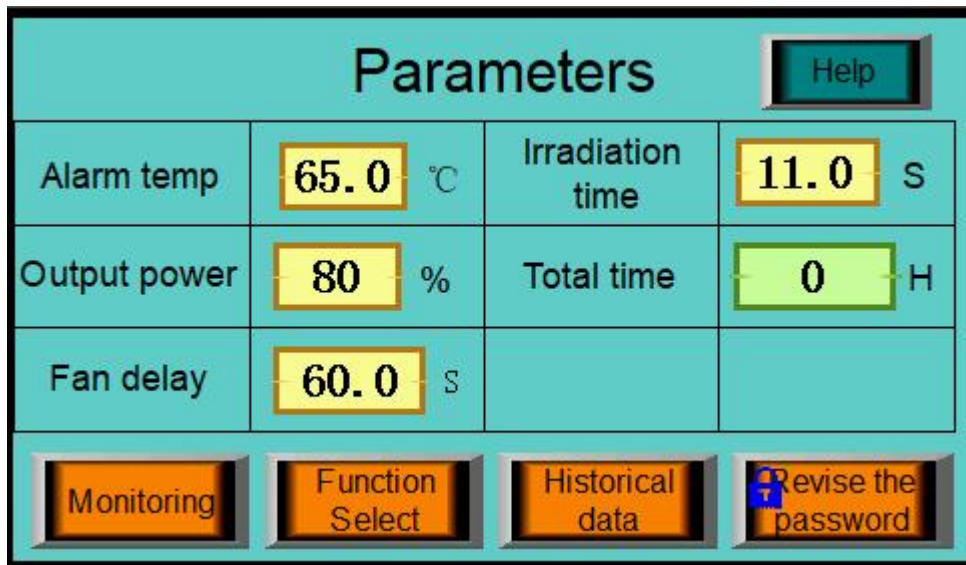 Parameters
Help
Alarm temp
65.0 ℃
Irradiation
time
11.0 S
Output power
80 %
Total time
0 H
Fan delay
60.0 S
Monitoring
Function
Select
Historical
data
Revise the
password